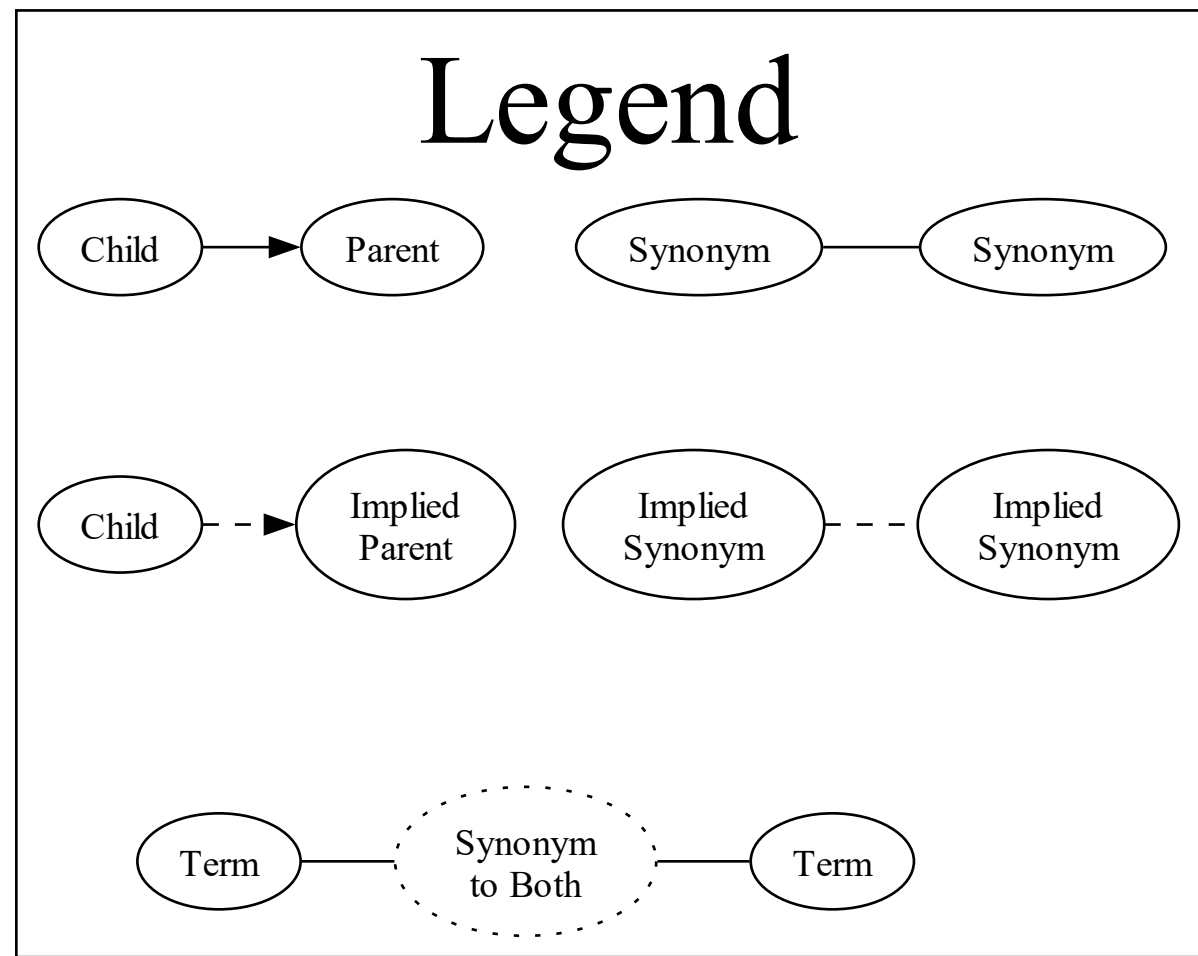 Legend
Child
Parent
Synonym
Synonym
Child
Implied
Parent
Implied
Synonym
Implied
Synonym
Term
Synonym
to Both
Term